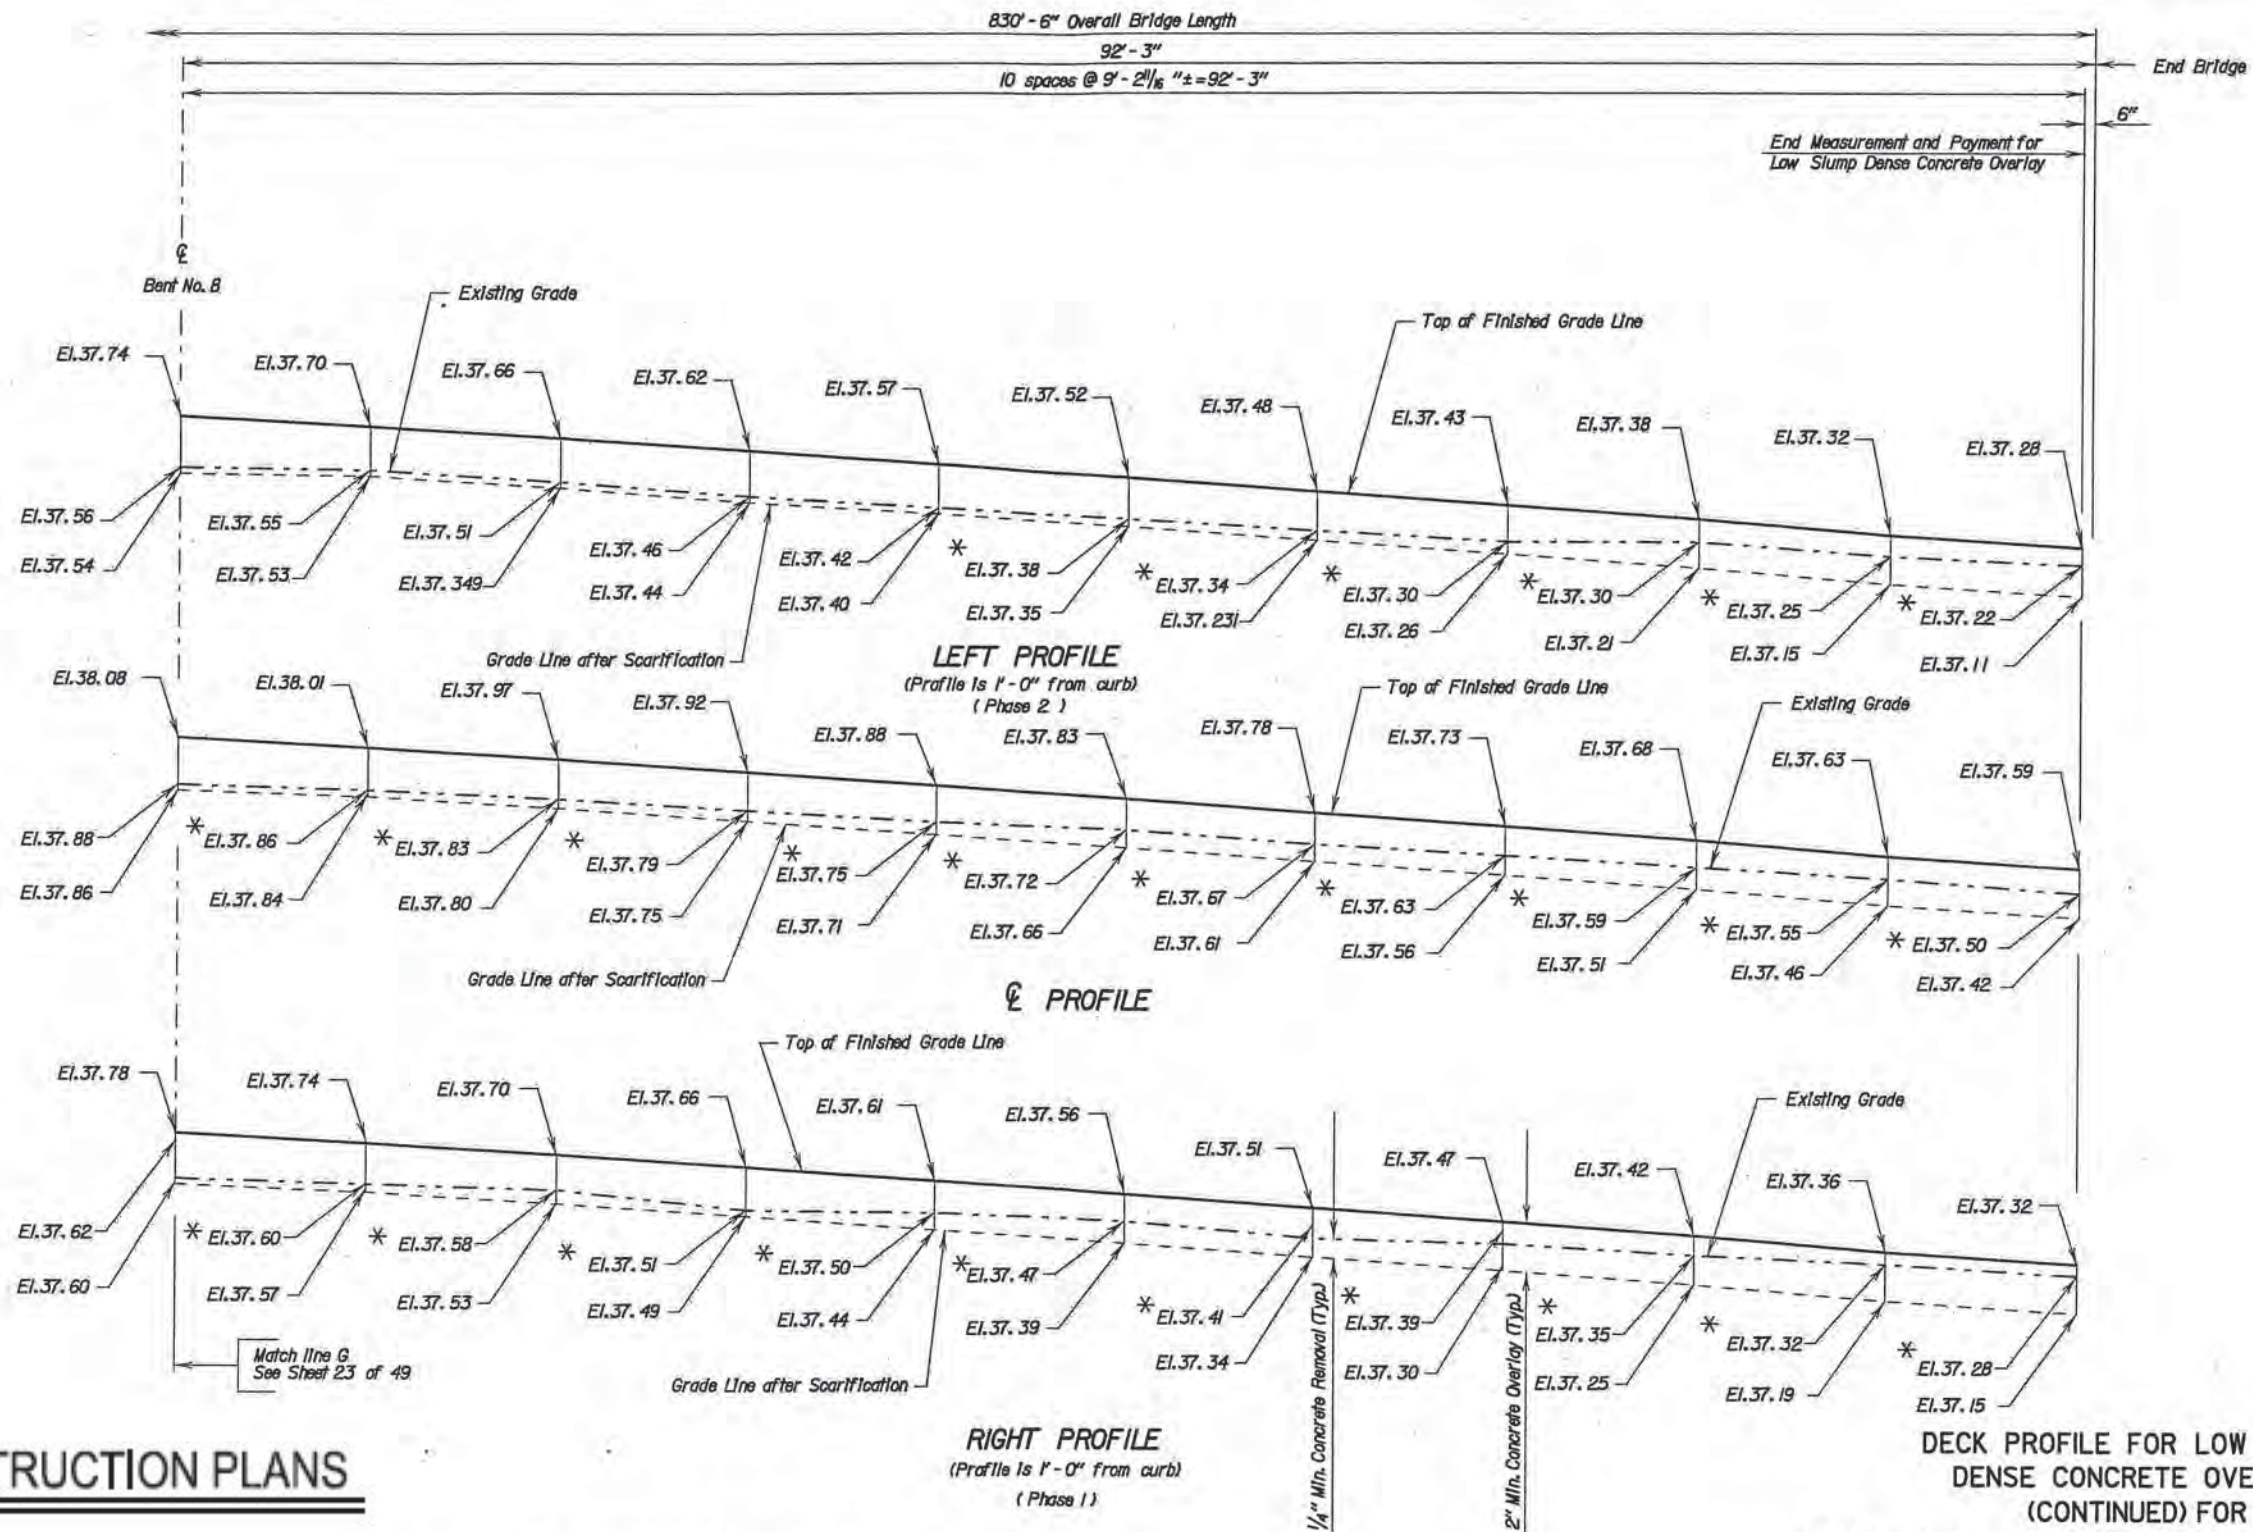 830'-6" Overall Bridge Length
92'-3"
10 spaces @ 9'-2 11/16 "±=92'-3"
End Bridge
6"
End Measurement and Payment for
Low Slump Dense Concrete Overlay
℄
Bent No. 8
Existing Grade
Top of Finished Grade Line
El.37.74
El.37.70
El.37.66
El.37.62
El.37.57
El.37.52
El.37.48
El.37.43
El.37.38
El.37.32
El.37.28
El.37.56
El.37.55
El.37.51
El.37.46
El.37.42
* El.37.38
* El.37.34
* El.37.30
* El.37.30
* El.37.25
* El.37.22
El.37.54
El.37.53
El.37.349
El.37.44
El.37.40
El.37.35
El.37.231
El.37.26
El.37.21
El.37.15
El.37.11
Grade Line after Scarification
LEFT PROFILE
(Profile is 1'-0" from curb)
( Phase 2 )
Top of Finished Grade Line
Existing Grade
El.38.08
El.38.01
El.37.97
El.37.92
El.37.88
El.37.83
El.37.78
El.37.73
El.37.68
El.37.63
El.37.59
El.37.88
* El.37.86
* El.37.83
* El.37.79
* El.37.75
* El.37.72
* El.37.67
* El.37.63
* El.37.59
* El.37.55
* El.37.50
El.37.86
El.37.84
El.37.80
El.37.75
El.37.71
El.37.66
El.37.61
El.37.56
El.37.51
El.37.46
El.37.42
Grade Line after Scarification
℄ PROFILE
Top of Finished Grade Line
Existing Grade
El.37.78
El.37.74
El.37.70
El.37.66
El.37.61
El.37.56
El.37.51
El.37.47
El.37.42
El.37.36
El.37.32
El.37.62
* El.37.60
* El.37.58
* El.37.51
* El.37.50
* El.37.47
* El.37.41
* El.37.39
* El.37.35
* El.37.32
* El.37.28
El.37.60
El.37.57
El.37.53
El.37.49
El.37.44
El.37.39
El.37.34
El.37.30
El.37.25
El.37.19
El.37.15
Match line G
See Sheet 23 of 49
Grade Line after Scarification
1/4" Min. Concrete Removal (Typ.)
2" Min. Concrete Overlay (Typ.)
RIGHT PROFILE
(Profile is 1'-0" from curb)
( Phase 1 )
TRUCTION PLANS
DECK PROFILE FOR LOW
DENSE CONCRETE OVE
(CONTINUED) FOR